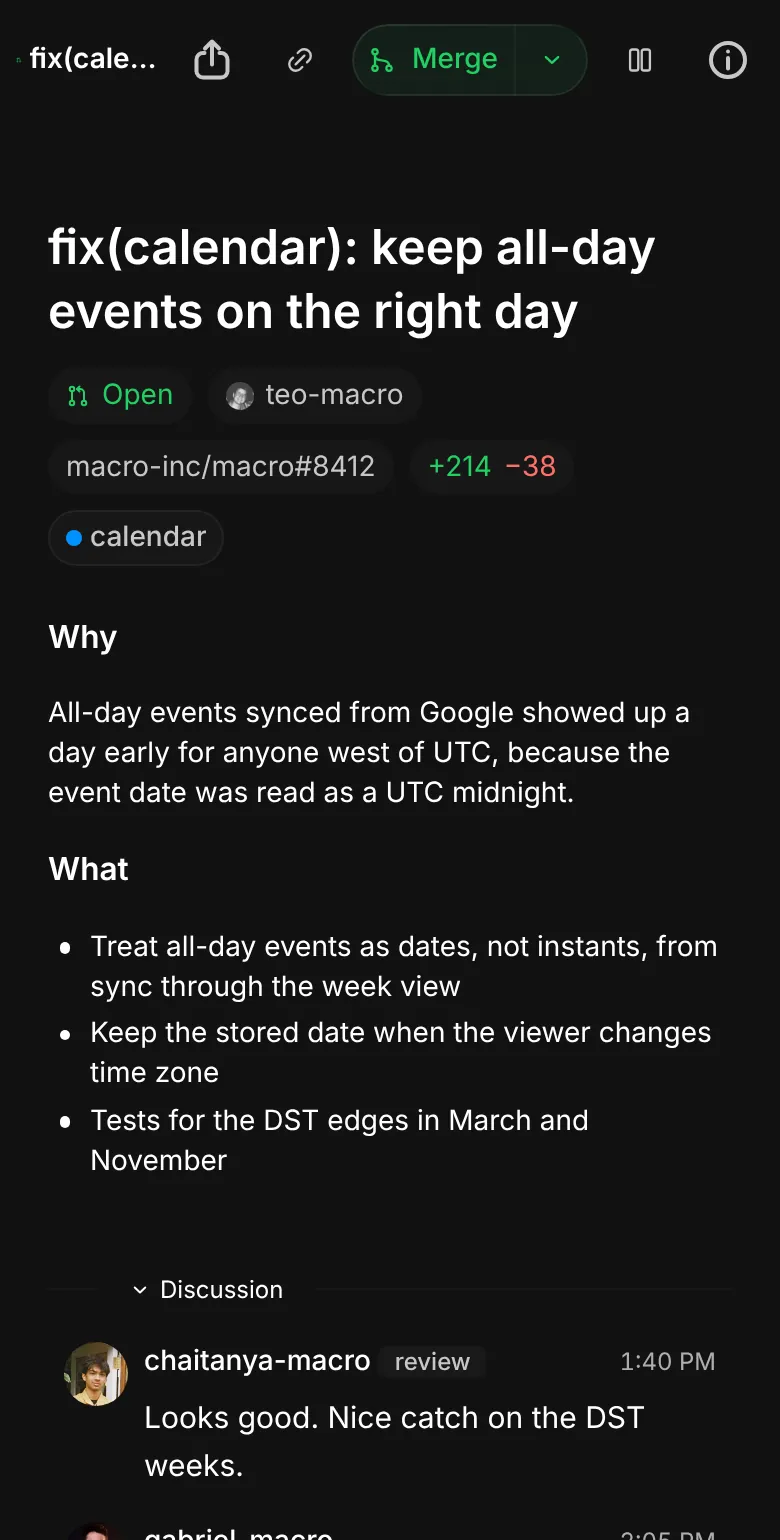 fix(cale...
Merge
fix(calendar): keep all-day
events on the right day
Open
teo-macro
macro-inc/macro#8412
+214 −38
calendar
Why
All-day events synced from Google showed up a
day early for anyone west of UTC, because the
event date was read as a UTC midnight.
What
• Treat all-day events as dates, not instants, from
sync through the week view
• Keep the stored date when the viewer changes
time zone
• Tests for the DST edges in March and
November
Discussion
chaitanya-macro review 1:40 PM
Looks good. Nice catch on the DST
weeks.
gabriel-macro 2:05 PM